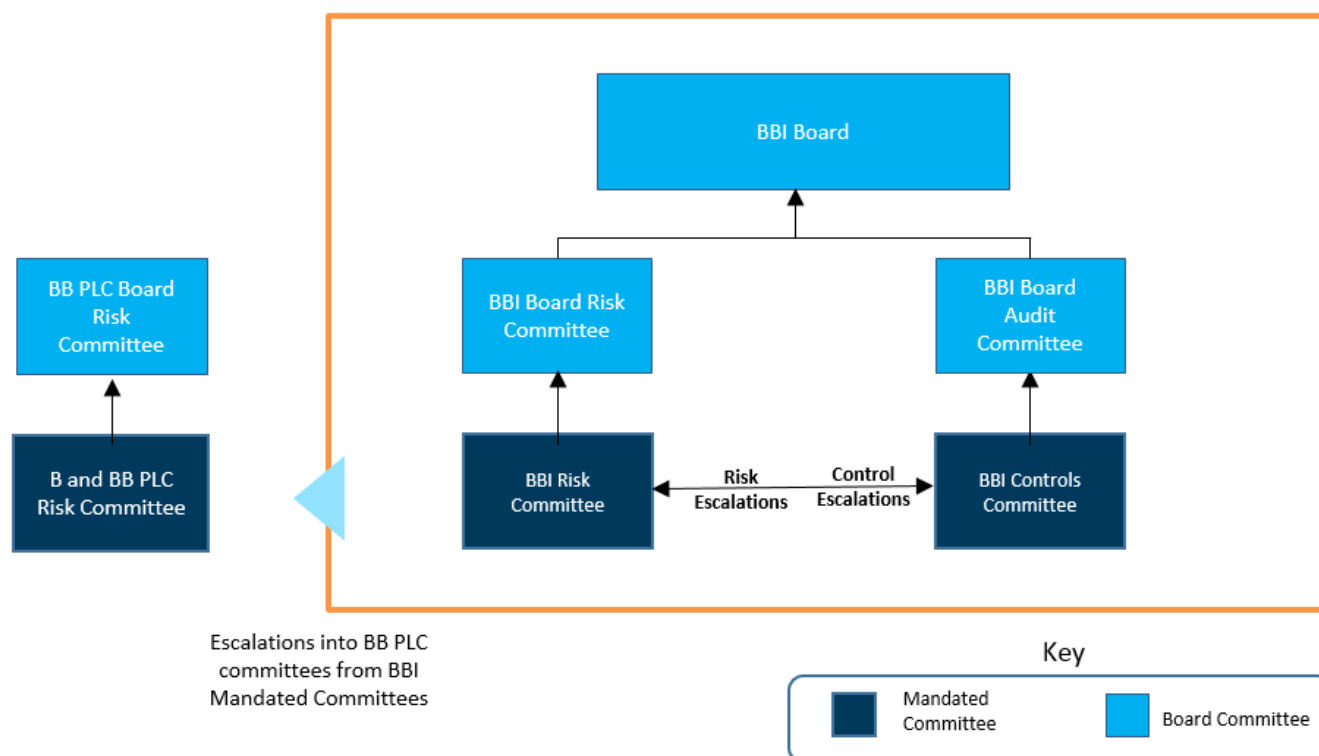 BBI Board
BB PLC Board
Risk
Committee
BBI Board Risk
Committee
BBI Board
Audit
Committee
B and BB PLC
Risk Committee
BBI Risk
Committee
Risk
Escalations
Control
Escalations
BBI Controls
Committee
Escalations into BB PLC
committees from BBI
Mandated Committees
Key
Mandated
Committee
Board Committee